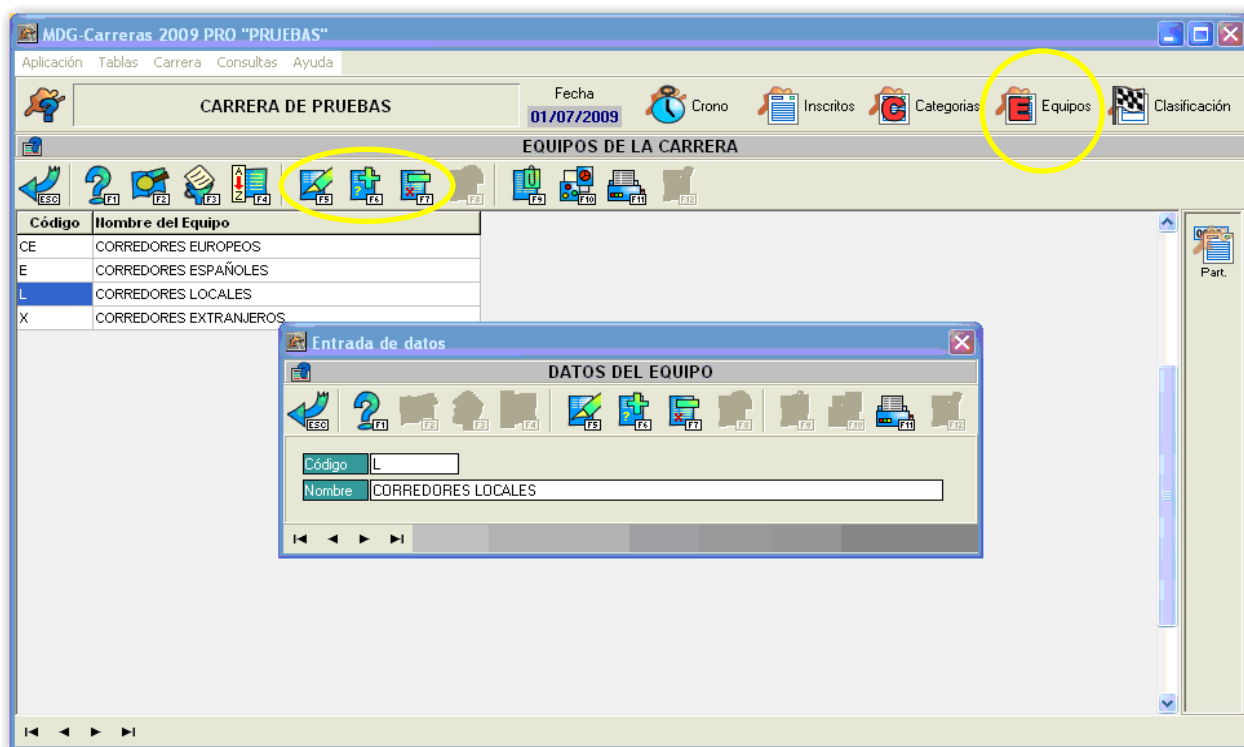 MDG-Carreras 2009 PRO "PRUEBAS"
Aplicación Tablas Carrera Consultas Ayuda
CARRERA DE PRUEBAS
Fecha
01/07/2009
Crono
Inscritos
C Categorias
E Equipos
Clasificación
EQUIPOS DE LA CARRERA
ESC F1 F2 F3 A Z F4 F5 F6 F7 F8 F9 F10 F11 F12
Código Nombre del Equipo
CE CORREDORES EUROPEOS
E CORREDORES ESPAÑOLES
L CORREDORES LOCALES
X CORREDORES EXTRANJEROS
Part.
Entrada de datos
DATOS DEL EQUIPO
ESC F1 F2 F3 F4 F5 F6 F7 F8 F9 F10 F11 F12
Código L
Nombre CORREDORES LOCALES